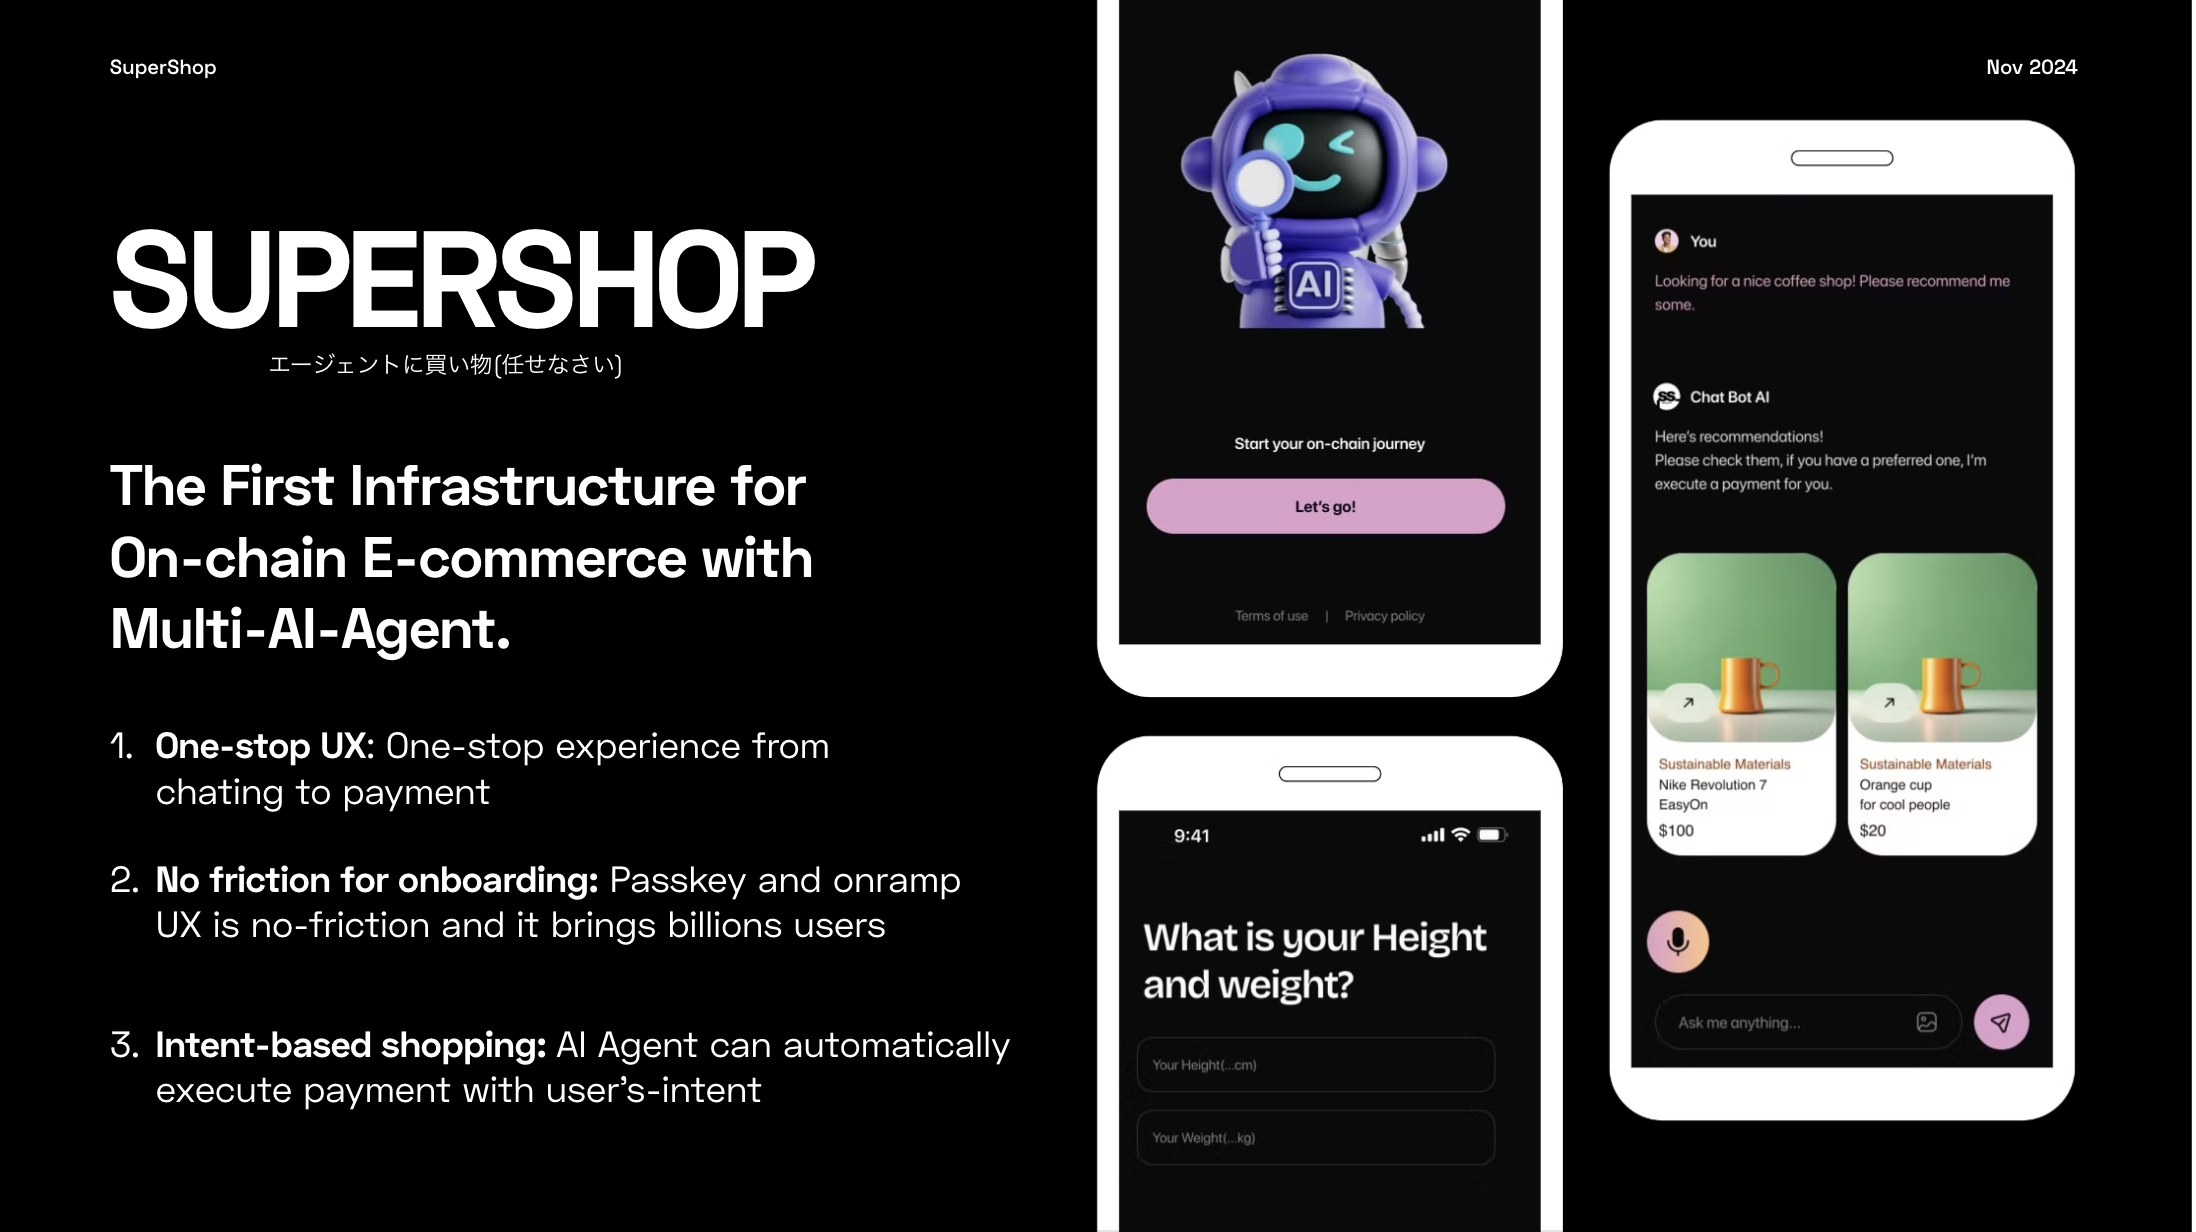 SuperShop
Nov 2024
SUPERSHOP
エージェントに買い物(任せなさい)
The First Infrastructure for
On-chain E-commerce with
Multi-AI-Agent.
1. One-stop UX: One-stop experience from
chating to payment
2. No friction for onboarding: Passkey and onramp
UX is no-friction and it brings billions users
3. Intent-based shopping: AI Agent can automatically
execute payment with user's-intent
AI
Start your on-chain journey
Let's go!
Terms of use | Privacy policy
9:41
What is your Height
and weight?
Your Height(...cm)
Your Weight(...kg)
You
Looking for a nice coffee shop! Please recommend me
some.
SS
Chat Bot AI
Here's recommendations!
Please check them, if you have a preferred one, I'm
execute a payment for you.
Sustainable Materials
Nike Revolution 7
EasyOn
$100
Sustainable Materials
Orange cup
for cool people
$20
Ask me anything...